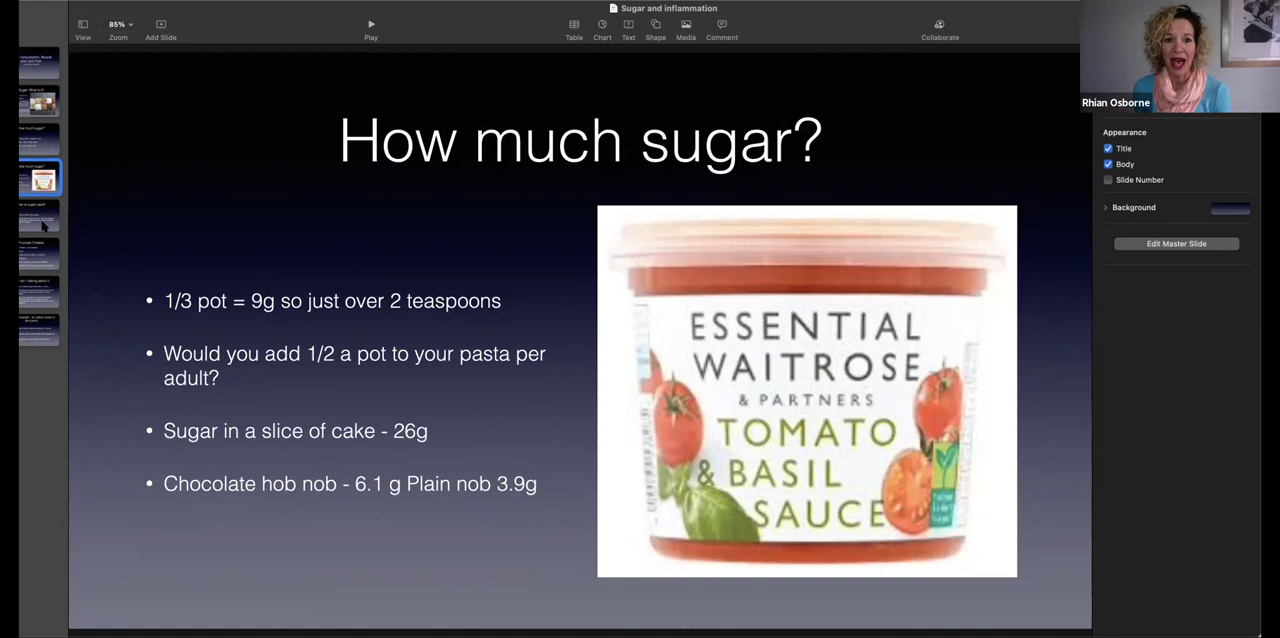 Sugar and inflammation
85%
View
Zoom
Add Slide
Play
Table
Chart
Text
Shape
Media
Comment
Collaborate
Rhian Osborne
How much sugar?
• 1/3 pot = 9g so just over 2 teaspoons
• Would you add 1/2 a pot to your pasta per
adult?
• Sugar in a slice of cake - 26g
• Chocolate hob nob - 6.1 g Plain nob 3.9g
ESSENTIAL
WAITROSE
& PARTNERS
TOMATO
& BASIL
SAUCE
Appearance
Title
Body
Slide Number
Background
Edit Master Slide